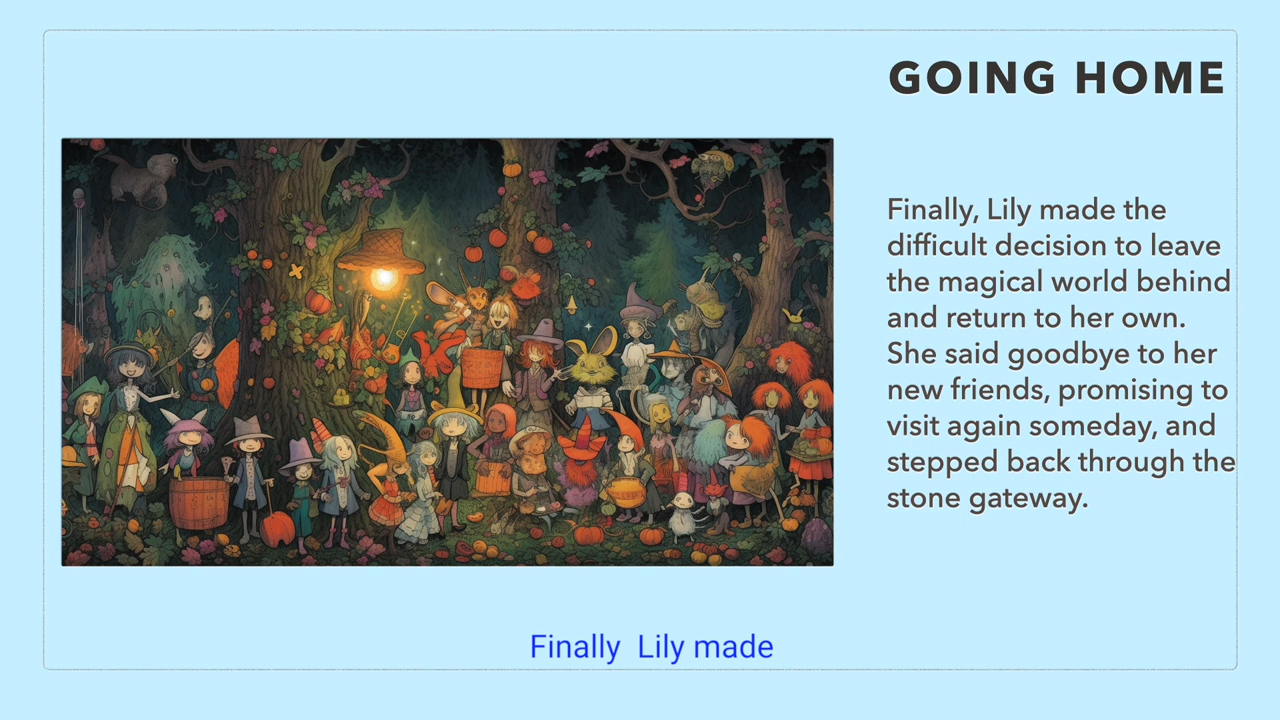 GOING HOME
Finally, Lily made the
difficult decision to leave
the magical world behind
and return to her own.
She said goodbye to her
new friends, promising to
visit again someday, and
stepped back through the
stone gateway.
Finally  Lily made